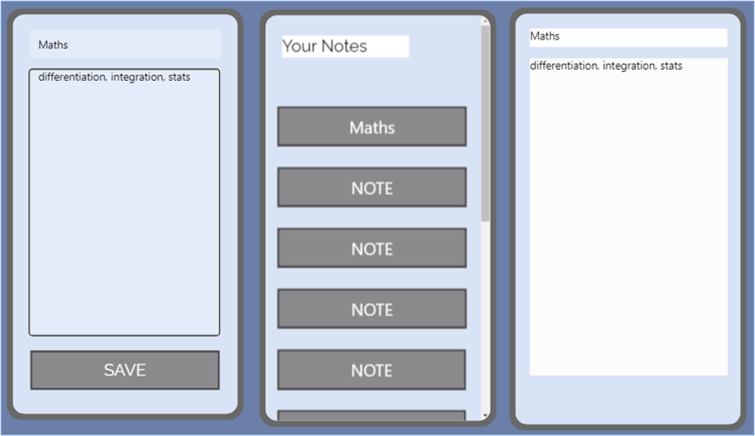 Maths
differentiation, integration, stats
SAVE
Your Notes
Maths
NOTE
NOTE
NOTE
NOTE
Maths
differentiation, integration, stats